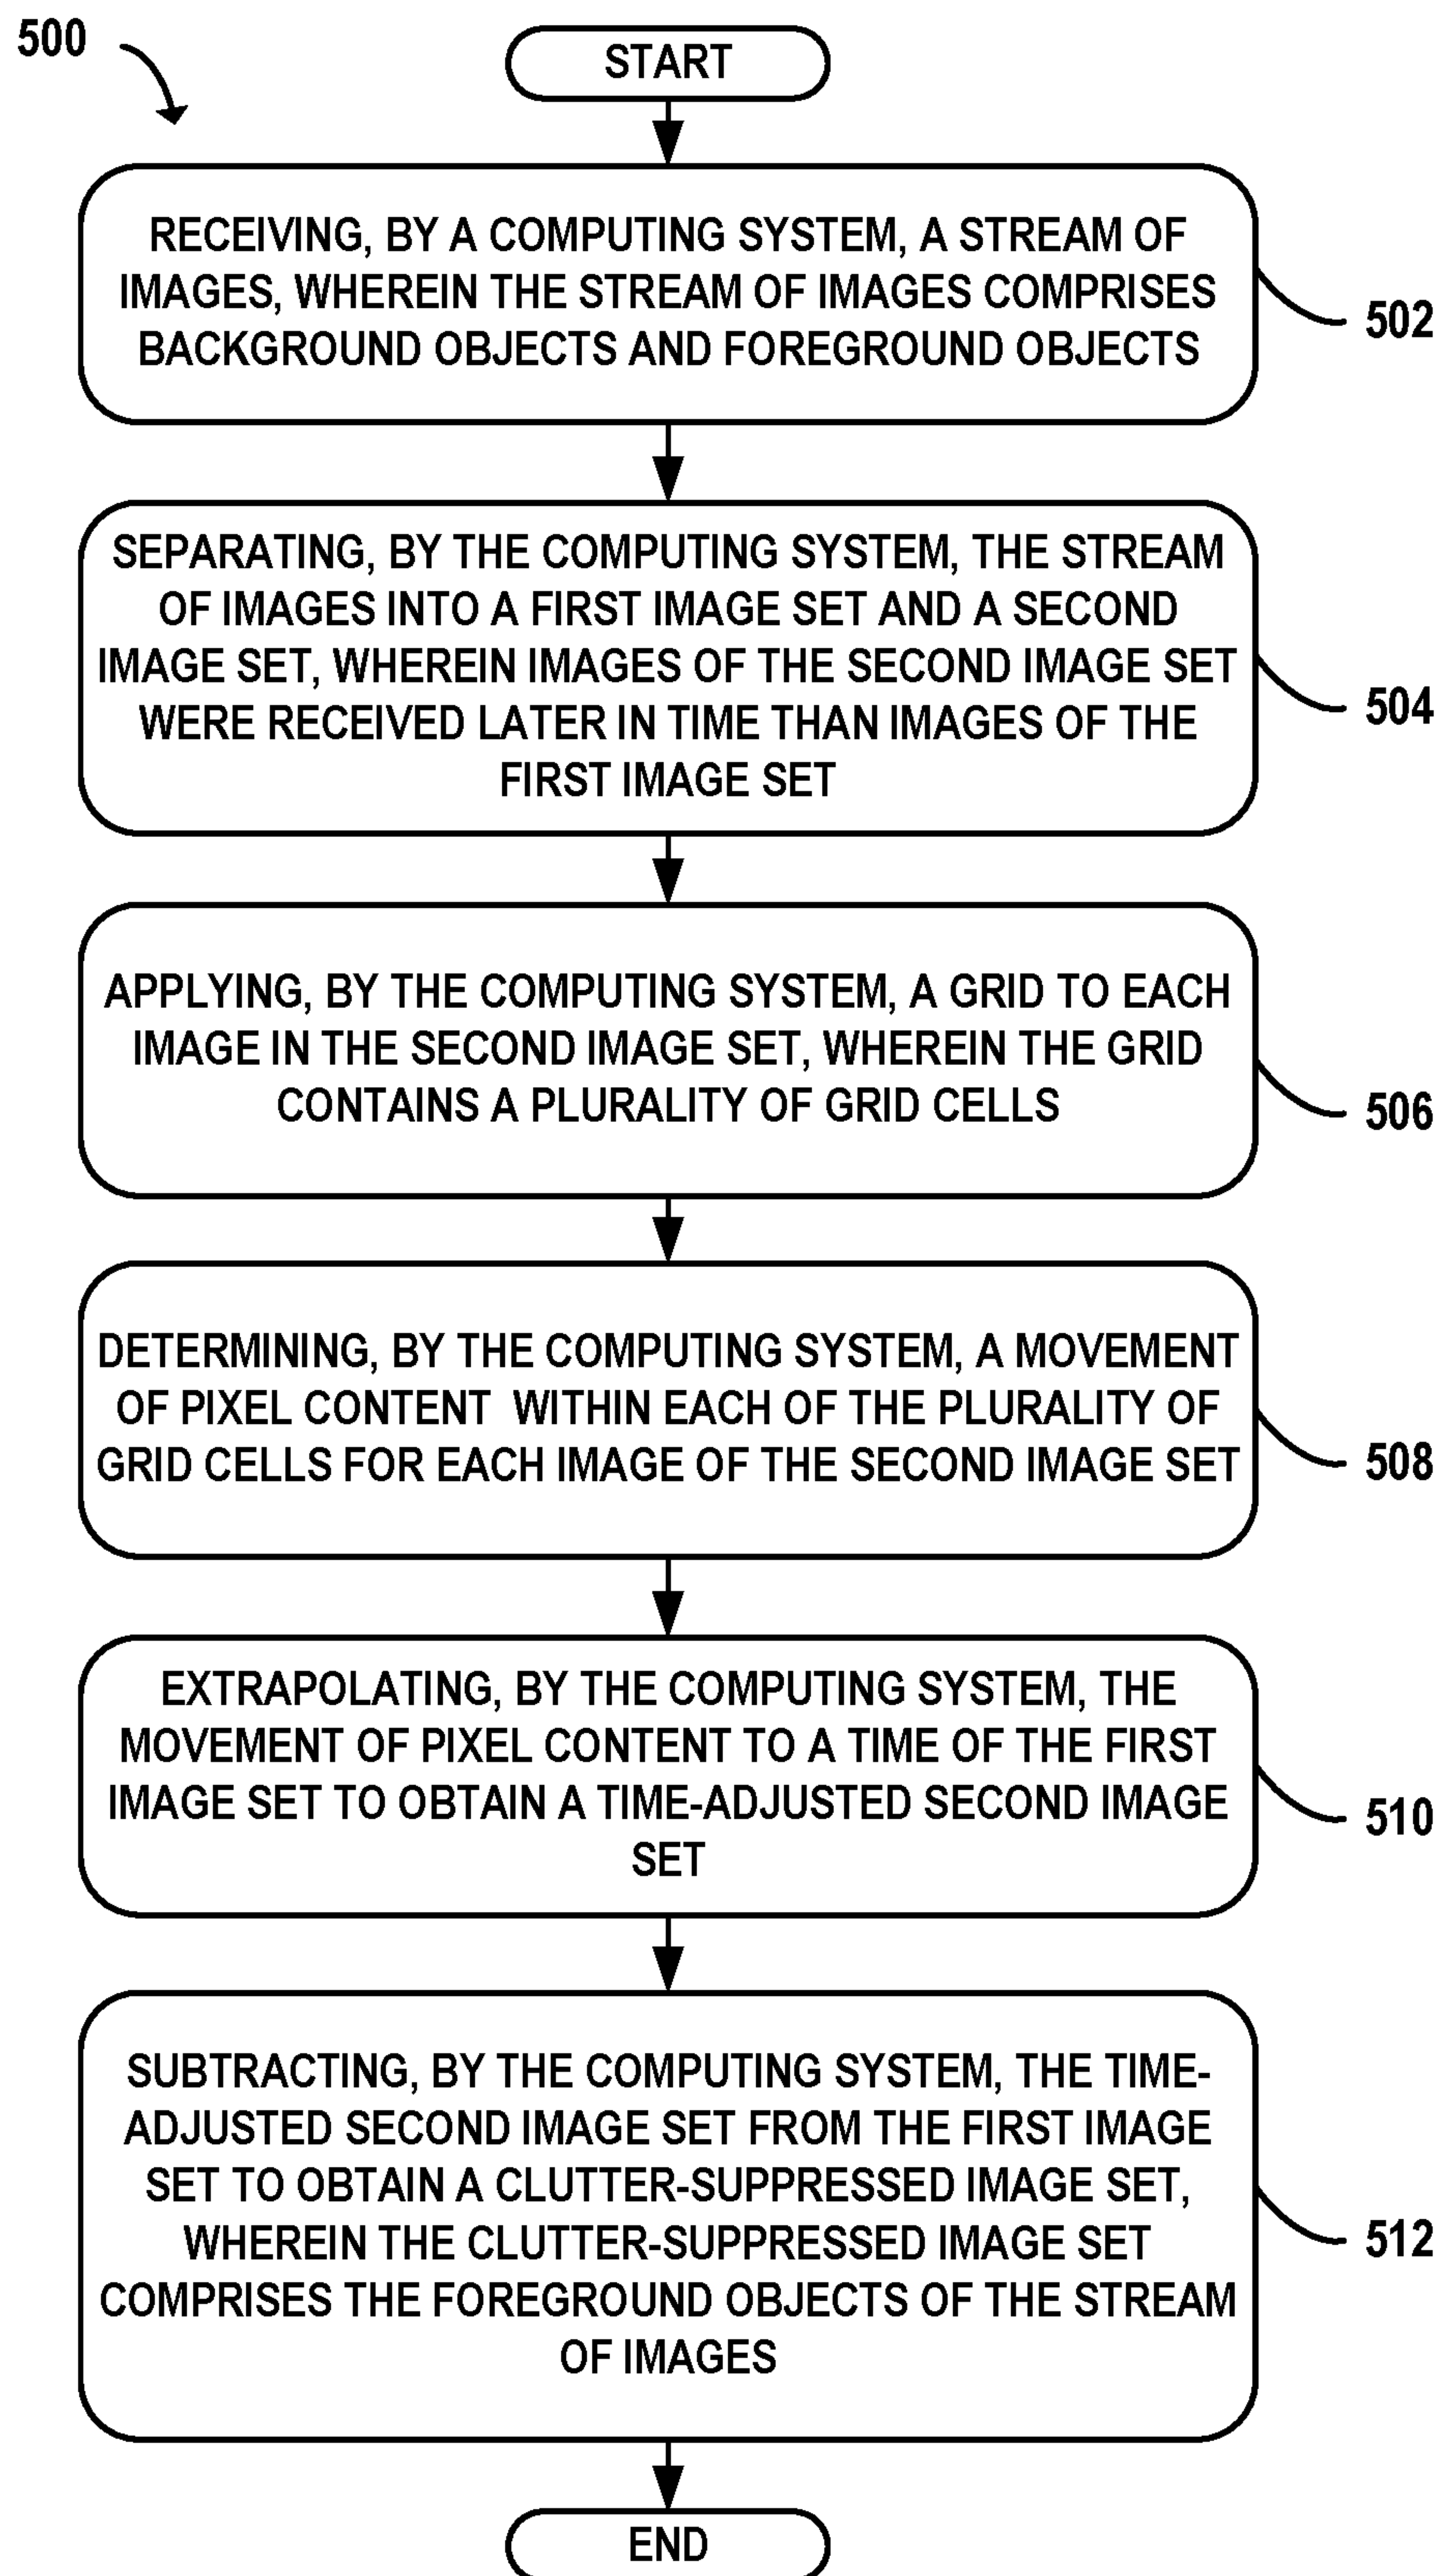 500
START
RECEIVING, BY A COMPUTING SYSTEM, A STREAM OF
IMAGES, WHEREIN THE STREAM OF IMAGES COMPRISES
BACKGROUND OBJECTS AND FOREGROUND OBJECTS
502
SEPARATING, BY THE COMPUTING SYSTEM, THE STREAM
OF IMAGES INTO A FIRST IMAGE SET AND A SECOND
IMAGE SET, WHEREIN IMAGES OF THE SECOND IMAGE SET
WERE RECEIVED LATER IN TIME THAN IMAGES OF THE
FIRST IMAGE SET
504
APPLYING, BY THE COMPUTING SYSTEM, A GRID TO EACH
IMAGE IN THE SECOND IMAGE SET, WHEREIN THE GRID
CONTAINS A PLURALITY OF GRID CELLS
506
DETERMINING, BY THE COMPUTING SYSTEM, A MOVEMENT
OF PIXEL CONTENT WITHIN EACH OF THE PLURALITY OF
GRID CELLS FOR EACH IMAGE OF THE SECOND IMAGE SET
508
EXTRAPOLATING, BY THE COMPUTING SYSTEM, THE
MOVEMENT OF PIXEL CONTENT TO A TIME OF THE FIRST
IMAGE SET TO OBTAIN A TIME-ADJUSTED SECOND IMAGE
SET
510
SUBTRACTING, BY THE COMPUTING SYSTEM, THE TIME-
ADJUSTED SECOND IMAGE SET FROM THE FIRST IMAGE
SET TO OBTAIN A CLUTTER-SUPPRESSED IMAGE SET,
WHEREIN THE CLUTTER-SUPPRESSED IMAGE SET
COMPRISES THE FOREGROUND OBJECTS OF THE STREAM
OF IMAGES
512
END